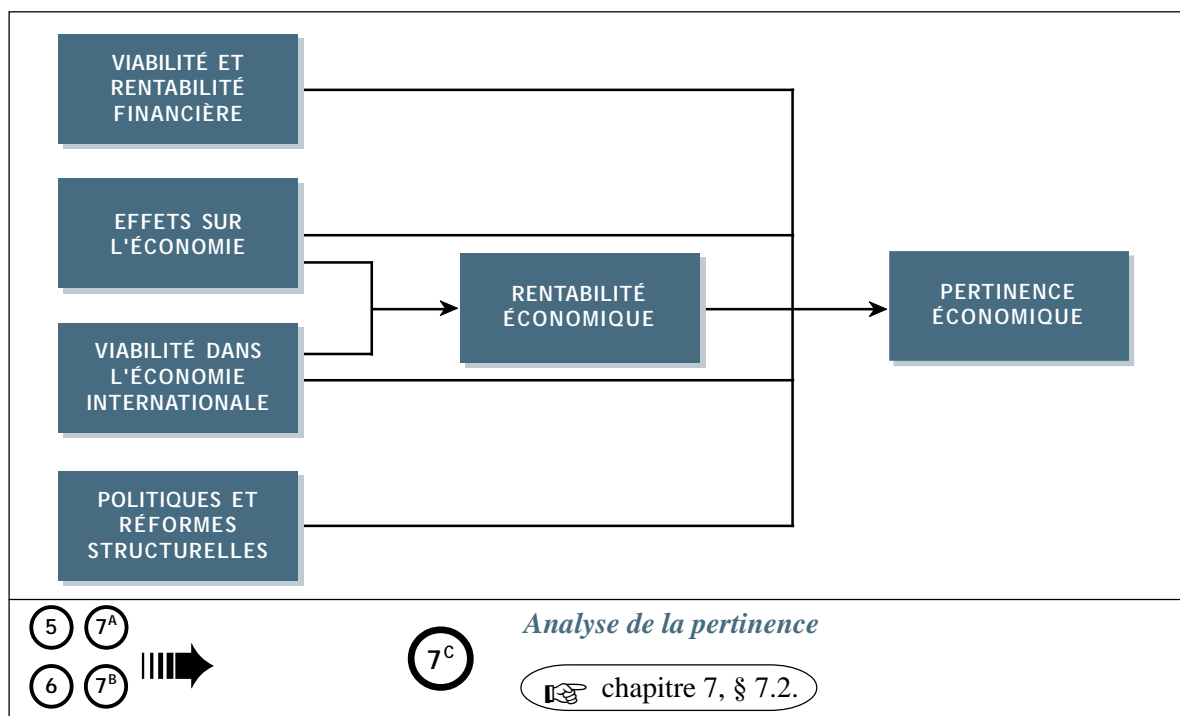 VIABILITÉ ET
RENTABILITÉ
FINANCIÈRE
EFFETS SUR
L'ÉCONOMIE
RENTABILITÉ
ÉCONOMIQUE
PERTINENCE
ÉCONOMIQUE
VIABILITÉ DANS
L'ÉCONOMIE
INTERNATIONALE
POLITIQUES ET
RÉFORMES
STRUCTURELLES
5 7A
6 7B
7C
Analyse de la pertinence
chapitre 7, § 7.2.